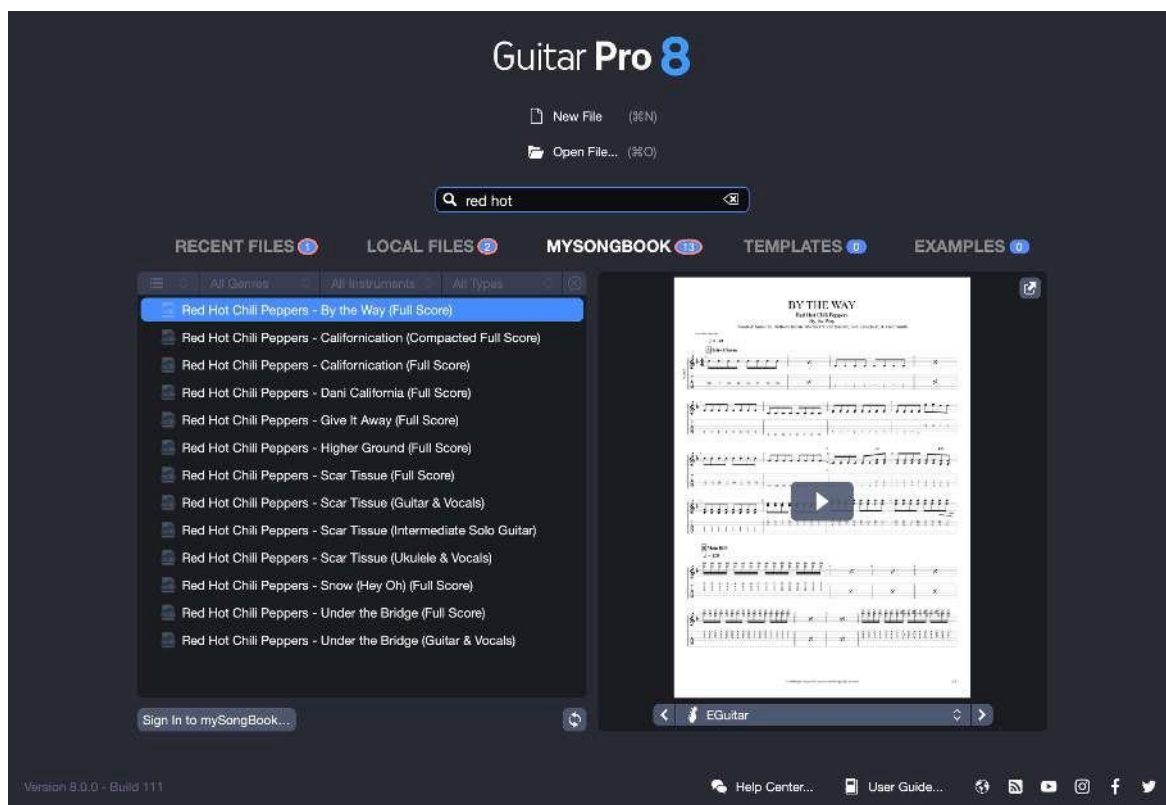 Guitar Pro 8
New File (⌘N)
Open File... (⌘O)
red hot
RECENT FILES 1 LOCAL FILES 2 MYSONGBOOK 13 TEMPLATES 0 EXAMPLES 0
All Genres All Instruments All Types
Red Hot Chili Peppers - By the Way (Full Score)
Red Hot Chili Peppers - Californication (Compacted Full Score)
Red Hot Chili Peppers - Californication (Full Score)
Red Hot Chili Peppers - Dani California (Full Score)
Red Hot Chili Peppers - Give It Away (Full Score)
Red Hot Chili Peppers - Higher Ground (Full Score)
Red Hot Chili Peppers - Scar Tissue (Full Score)
Red Hot Chili Peppers - Scar Tissue (Guitar & Vocals)
Red Hot Chili Peppers - Scar Tissue (Intermediate Solo Guitar)
Red Hot Chili Peppers - Scar Tissue (Ukulele & Vocals)
Red Hot Chili Peppers - Snow (Hey Oh) (Full Score)
Red Hot Chili Peppers - Under the Bridge (Full Score)
Red Hot Chili Peppers - Under the Bridge (Guitar & Vocals)
Sign In to mySongBook...
BY THE WAY
Red Hot Chili Peppers
By the Way
EGuitar
Version 8.0.0 - Build 111
Help Center... User Guide...